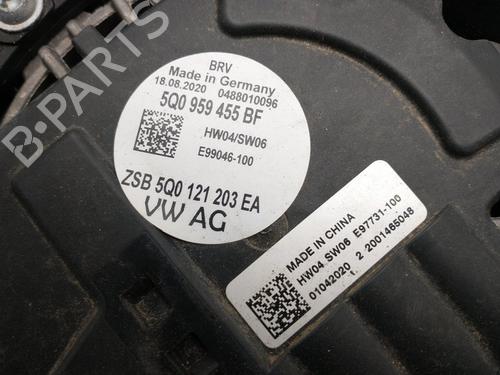 B-PARTS
BRV
Made in Germany
18.08.2020 0488010096
5Q0 959 455 BF
HW04/SW06
E99046-100
ZSB 5Q0 121 203 EA
VW AG
MADE IN CHINA
HW04 SW06 E97731-100
01042020 2 2001465048